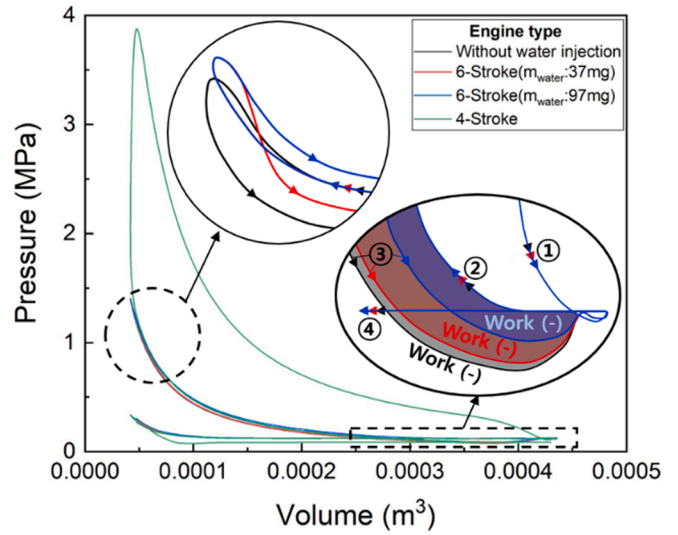 Engine type
Without water injection
6-Stroke(mwater:37mg)
6-Stroke(mwater:97mg)
4-Stroke
4
3
2
1
0
Pressure (MPa)
①
②
③
④
Work (-)
Work (-)
Work (-)
0.0000
0.0001
0.0002
0.0003
0.0004
0.0005
Volume (m³)